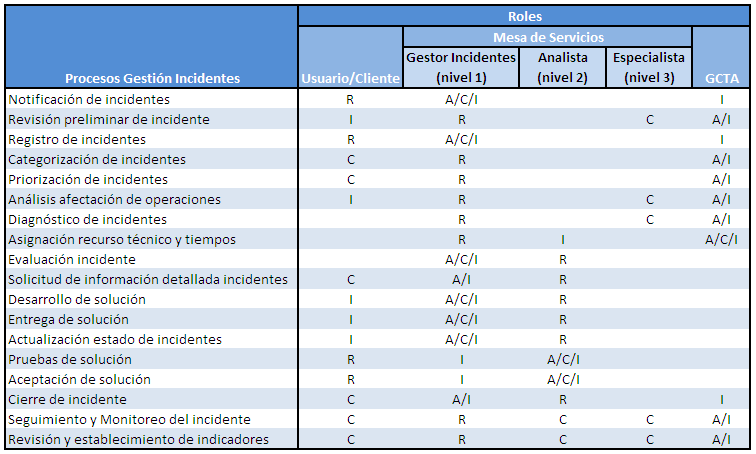 Roles
Mesa de Servicios
Procesos Gestión Incidentes Usuario/Cliente Gestor Incidentes (nivel 1) Analista (nivel 2) Especialista (nivel 3) GCTA
Notificación de incidentes R A/C/I I
Revisión preliminar de incidente I R C A/I
Registro de incidentes R A/C/I I
Categorización de incidentes C R A/I
Priorización de incidentes C R A/I
Análisis afectación de operaciones I R C A/I
Diagnóstico de incidentes R C A/I
Asignación recurso técnico y tiempos R I A/C/I
Evaluación incidente A/C/I R
Solicitud de información detallada incidentes C A/I R
Desarrollo de solución I A/C/I R
Entrega de solución I A/C/I R
Actualización estado de incidentes I A/C/I R
Pruebas de solución R I A/C/I
Aceptación de solución R I A/C/I
Cierre de incidente C A/I R I
Seguimiento y Monitoreo del incidente C R C C A/I
Revisión y establecimiento de indicadores C R C C A/I